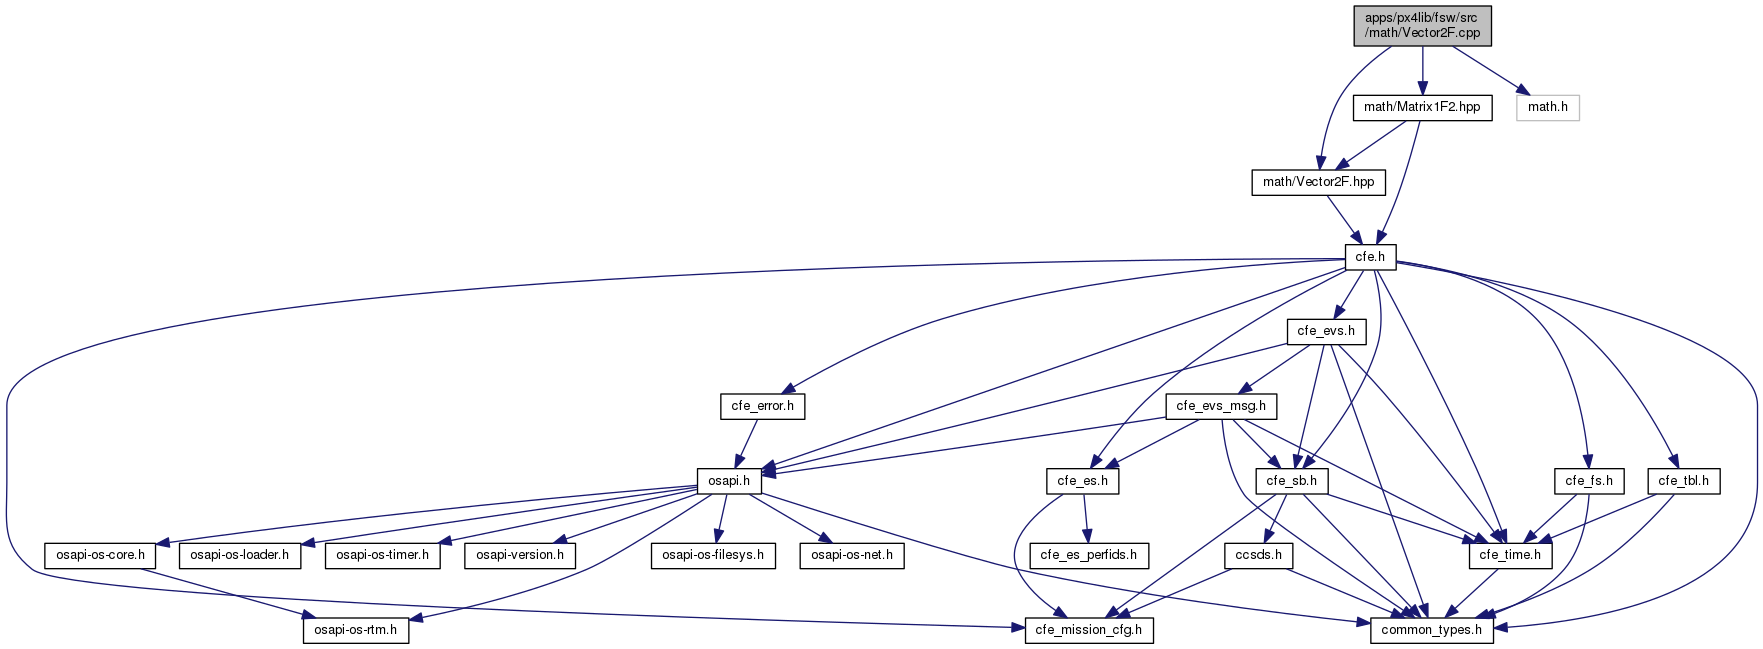 apps/px4lib/fsw/src
/math/Vector2F.cpp
math/Matrix1F2.hpp
math.h
math/Vector2F.hpp
cfe.h
cfe_evs.h
cfe_error.h
cfe_evs_msg.h
osapi.h
cfe_es.h
cfe_sb.h
cfe_fs.h
cfe_tbl.h
osapi-os-core.h
osapi-os-loader.h
osapi-os-timer.h
osapi-version.h
osapi-os-filesys.h
osapi-os-net.h
cfe_es_perfids.h
ccsds.h
cfe_time.h
osapi-os-rtm.h
cfe_mission_cfg.h
common_types.h